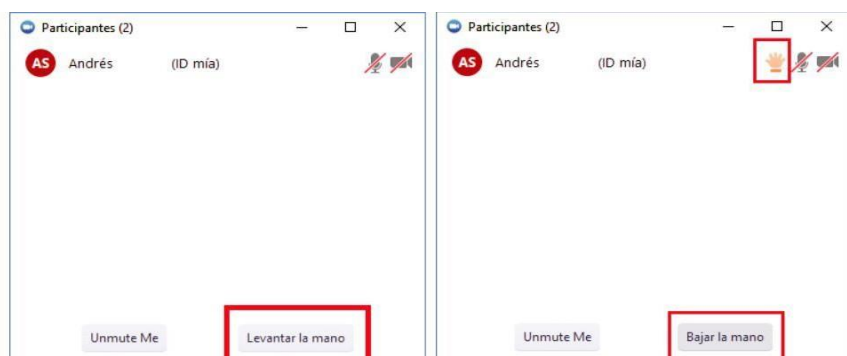 Participantes (2)
AS Andrés (ID mía)
Unmute Me Levantar la mano
Participantes (2)
AS Andrés (ID mía)
Unmute Me Bajar la mano